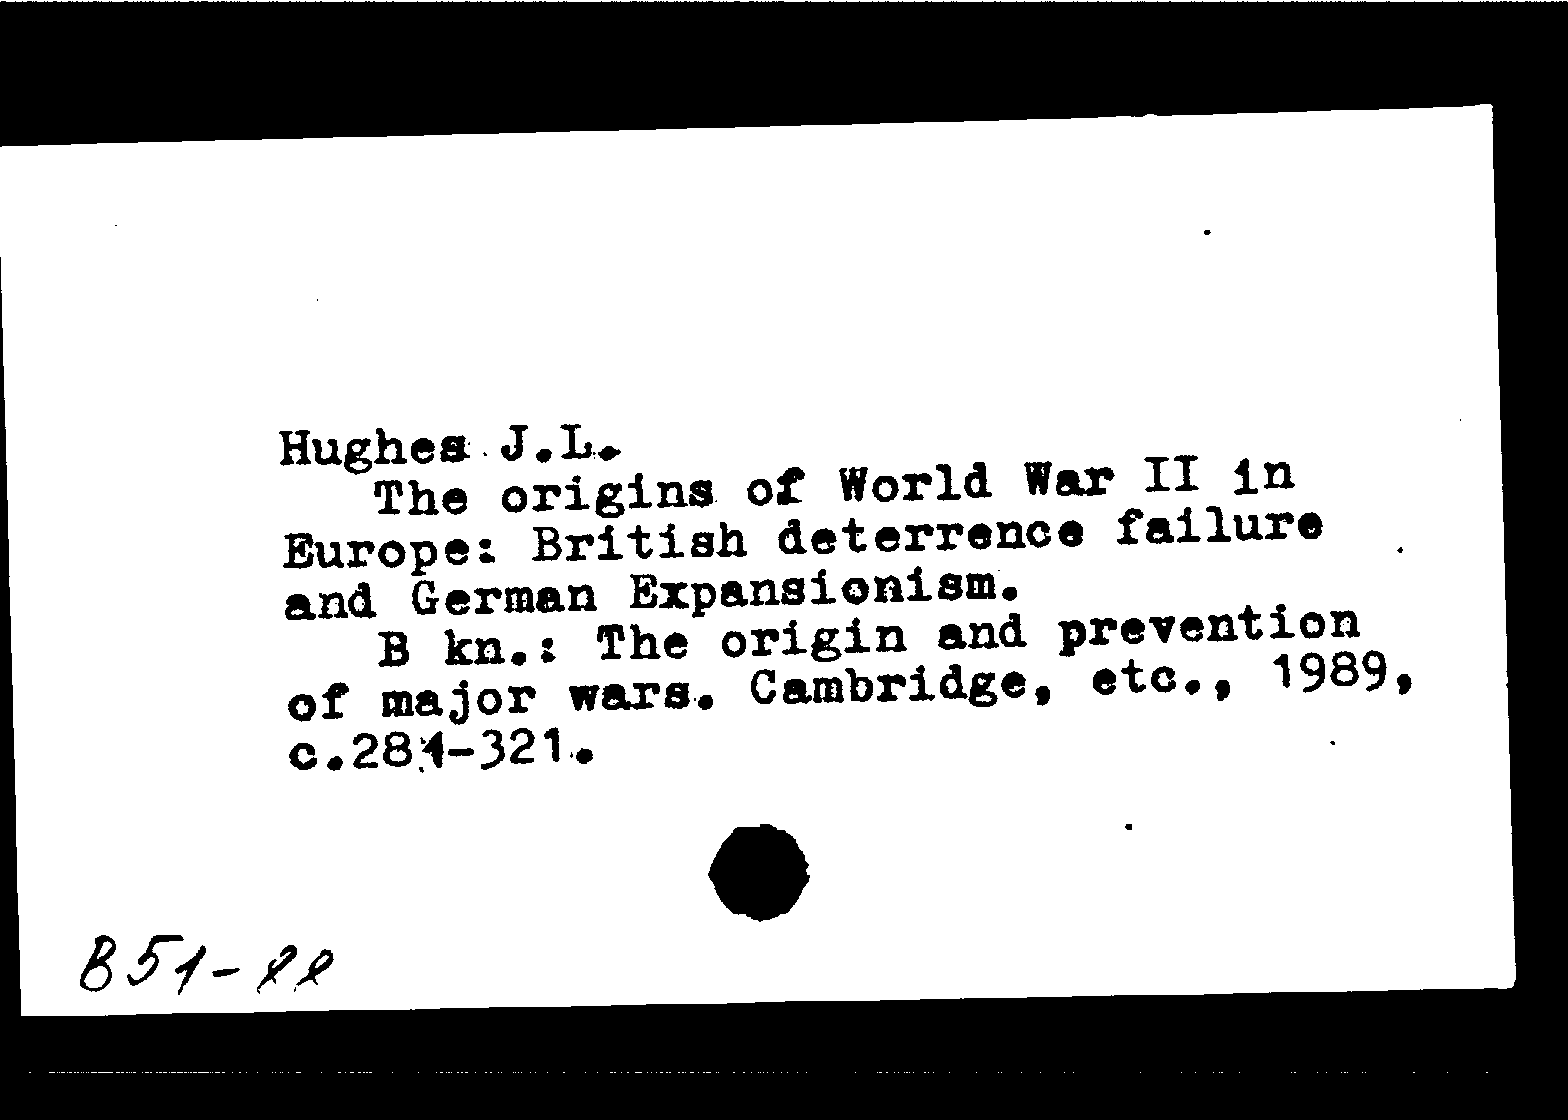 Hughes J.L.
The origins of World War II in
Europe: British deterrence failure
and German Expansionism.
B kn.: The origin and prevention
of major wars. Cambridge, etc., 1989,
c.281-321.
B51-88